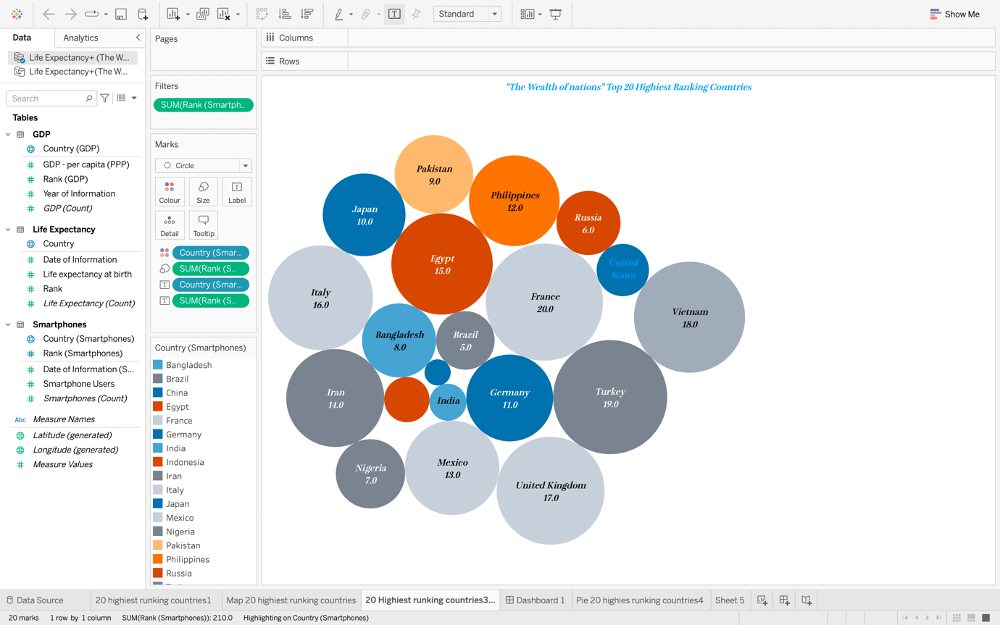 Standard
Show Me
Data
Analytics
Pages
Columns
Life Expectancy+ (The W...
Life Expectancy+(The W...
Rows
Filters
SUM(Rank (Smartph..
Search
Tables
GDP
Country (GDP)
GDP - per capita (PPP)
Rank (GDP)
Year of Information
GDP (Count)
Life Expectancy
Country
Date of Information
Life expectancy at birth
Rank
Life Expectancy (Count)
Smartphones
Country (Smartphones)
Rank (Smartphones)
Date of Information (S...
Smartphone Users
Smartphones (Count)
Abc
Measure Names
Latitude (generated)
Longitude (generated)
Measure Values
Marks
Circle
Colour
Size
Label
Detail
Tooltip
Country (Smar..
SUM(Rank (S..
Country (Smar..
SUM(Rank (S..
Country (Smartphones)
Bangladesh
Brazil
China
Egypt
France
Germany
India
Indonesia
Iran
Italy
Japan
Mexico
Nigeria
Pakistan
Philippines
Russia
"The Wealth of nations" Top 20 Highiest Ranking Countries
Pakistan
9.0
Philippines
12.0
Japan
10.0
Russia
6.0
Egypt
15.0
United
States
Italy
16.0
France
20.0
Vietnam
18.0
Bangladesh
8.0
Brazil
5.0
Iran
14.0
India
Germany
11.0
Turkey
19.0
Nigeria
7.0
Mexico
13.0
United Kingdom
17.0
Data Source
20 highiest runking countries1
Map 20 highiest runking countries
20 Highiest runking countries3...
Dashboard 1
Pie 20 highies runking countries4
Sheet 5
20 marks
1 row by 1 column
SUM(Rank (Smartphones)): 210.0
Highlighting on Country (Smartphones)